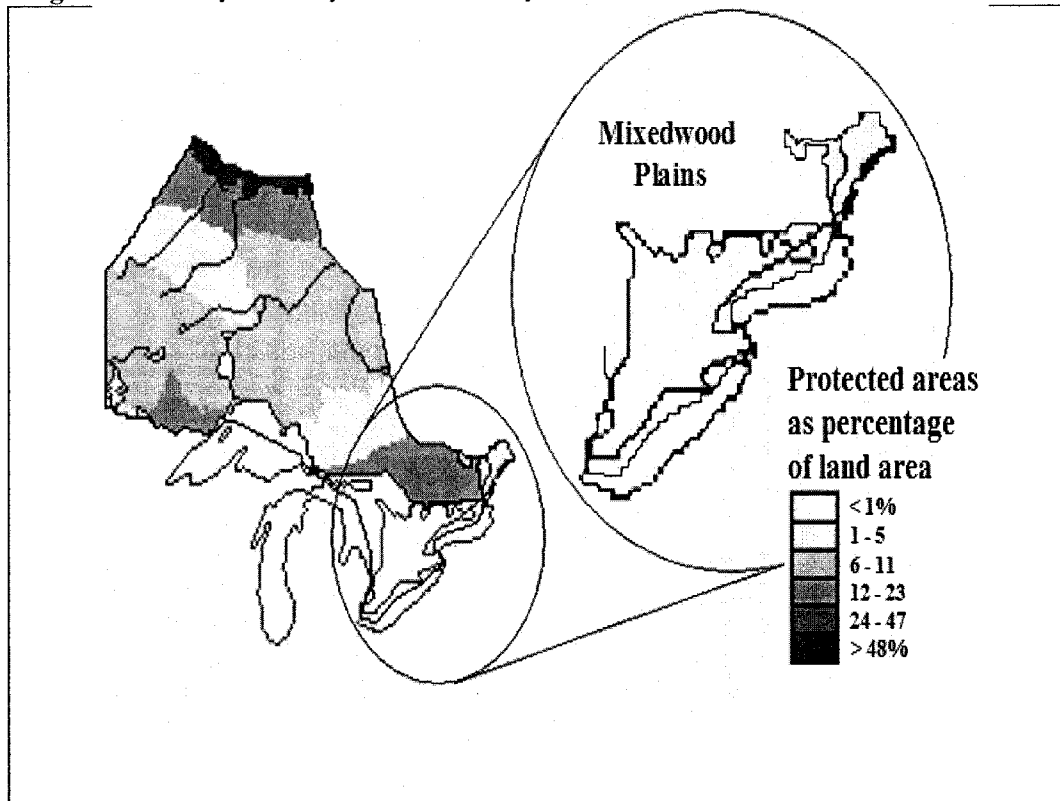 Mixedwood
Plains
Protected areas
as percentage
of land area
<1%
1 - 5
6 - 11
12 - 23
24 - 47
>48%